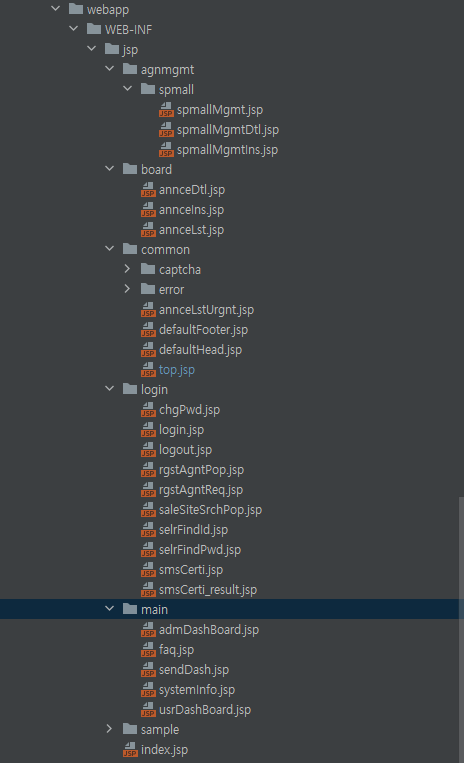 webapp
WEB-INF
jsp
agnmgmt
spmall
spmallMgmt.jsp
spmallMgmtDtl.jsp
spmallMgmtIns.jsp
board
annceDtl.jsp
annceIns.jsp
annceLst.jsp
common
captcha
error
annceLstUrgnt.jsp
defaultFooter.jsp
defaultHead.jsp
top.jsp
login
chgPwd.jsp
login.jsp
logout.jsp
rgstAgntPop.jsp
rgstAgntReq.jsp
saleSiteSrchPop.jsp
selrFindId.jsp
selrFindPwd.jsp
smsCerti.jsp
smsCerti_result.jsp
main
admDashBoard.jsp
faq.jsp
sendDash.jsp
systemInfo.jsp
usrDashBoard.jsp
sample
index.jsp